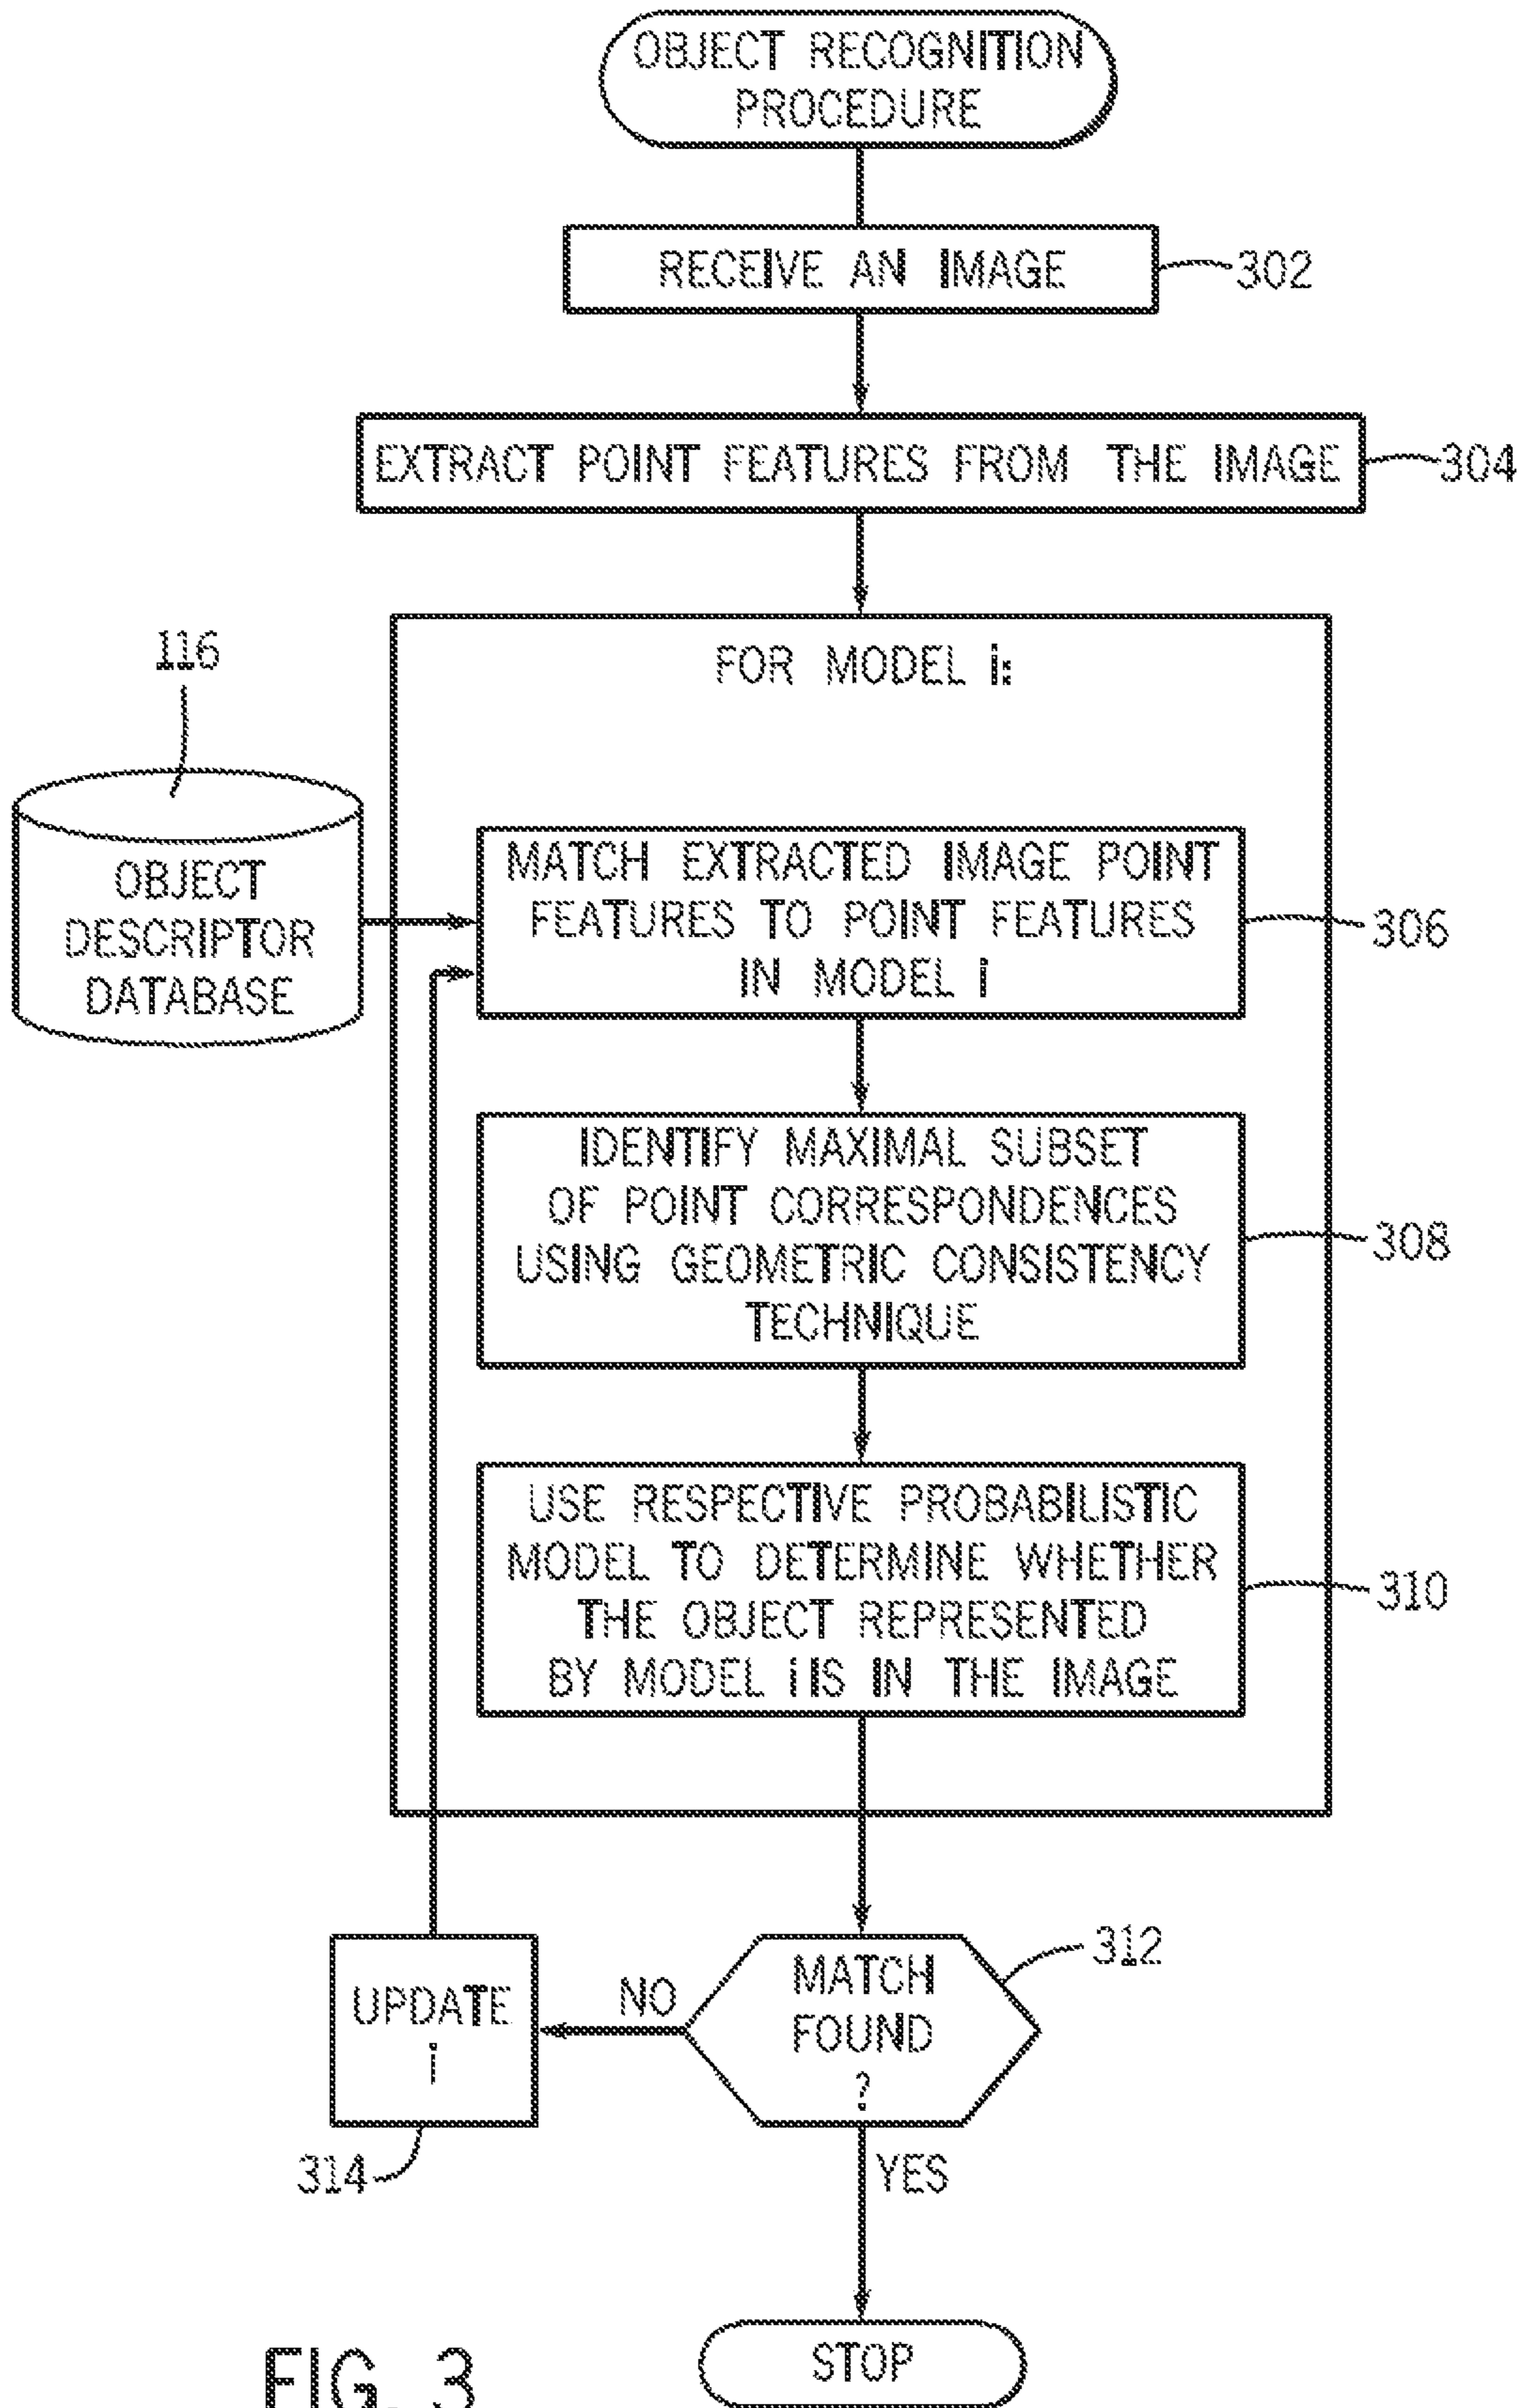 OBJECT RECOGNITION
PROCEDURE
RECEIVE AN IMAGE
302
EXTRACT POINT FEATURES FROM THE IMAGE
304
116
FOR MODEL i:
OBJECT
DESCRIPTOR
DATABASE
MATCH EXTRACTED IMAGE POINT
FEATURES TO POINT FEATURES
IN MODEL i
306
IDENTIFY MAXIMAL SUBSET
OF POINT CORRESPONDENCES
USING GEOMETRIC CONSISTENCY
TECHNIQUE
308
USE RESPECTIVE PROBABILISTIC
MODEL TO DETERMINE WHETHER
THE OBJECT REPRESENTED
BY MODEL i IS IN THE IMAGE
310
312
MATCH
FOUND
?
NO
UPDATE
i
314
YES
STOP
FIG. 3